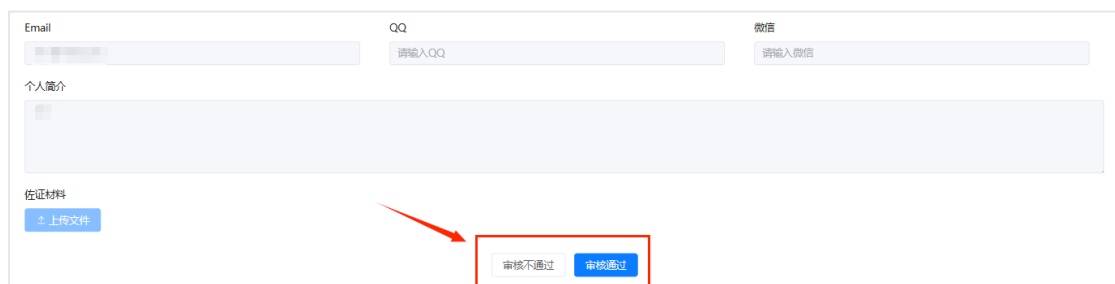 Email QQ 微信
请输入QQ 请输入微信
个人简介
佐证材料
上传文件
审核不通过 审核通过